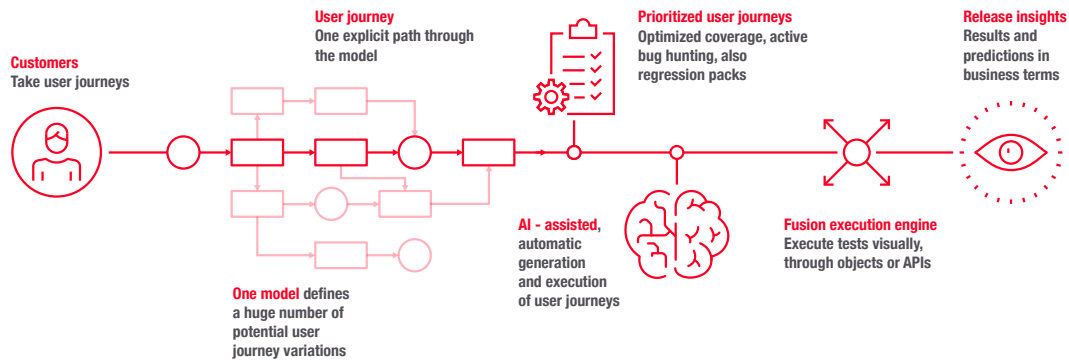 Customers
Take user journeys
User journey
One explicit path through
the model
One model defines
a huge number of
potential user
journey variations
Prioritized user journeys
Optimized coverage, active
bug hunting, also
regression packs
AI - assisted,
automatic
generation
and execution
of user journeys
Fusion execution engine
Execute tests visually,
through objects or APIs
Release insights
Results and
predictions in
business terms